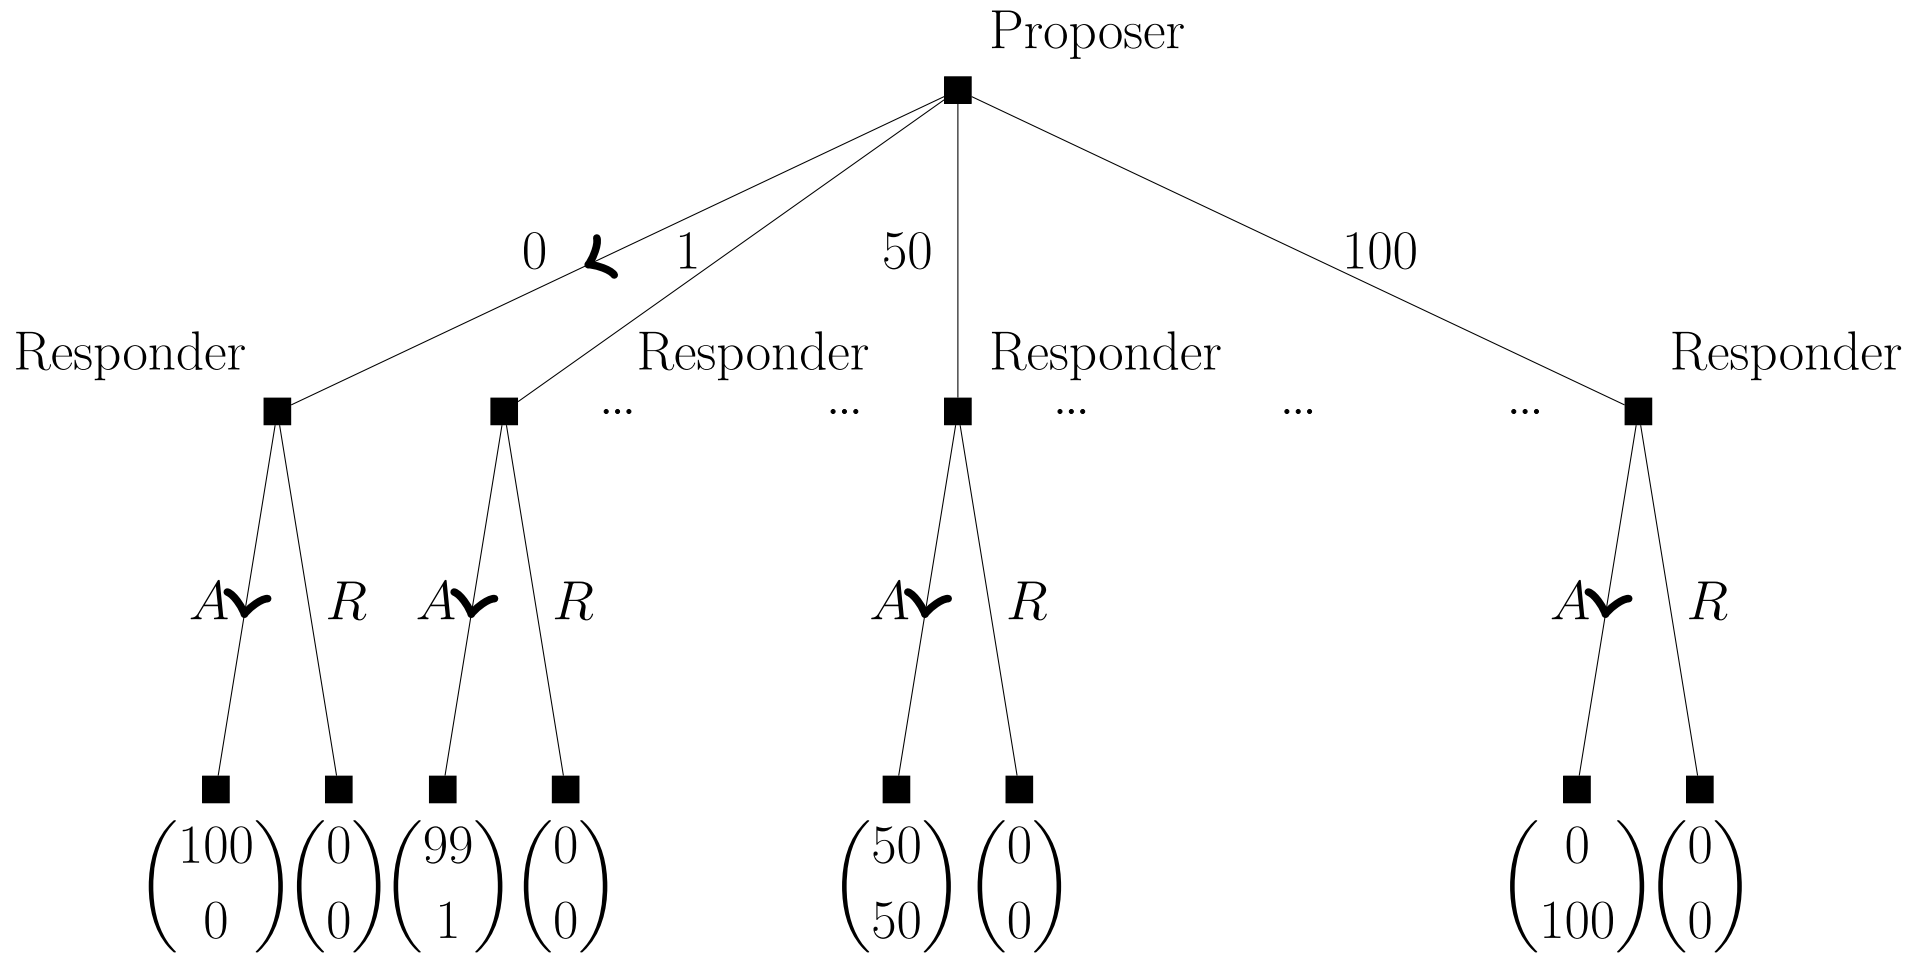 Proposer
0 1 50 100
Responder Responder Responder Responder
... ... ... ... ...
A R A R A R A R
100 0 99 0 50 0 0 0
0 0 1 0 50 0 100 0